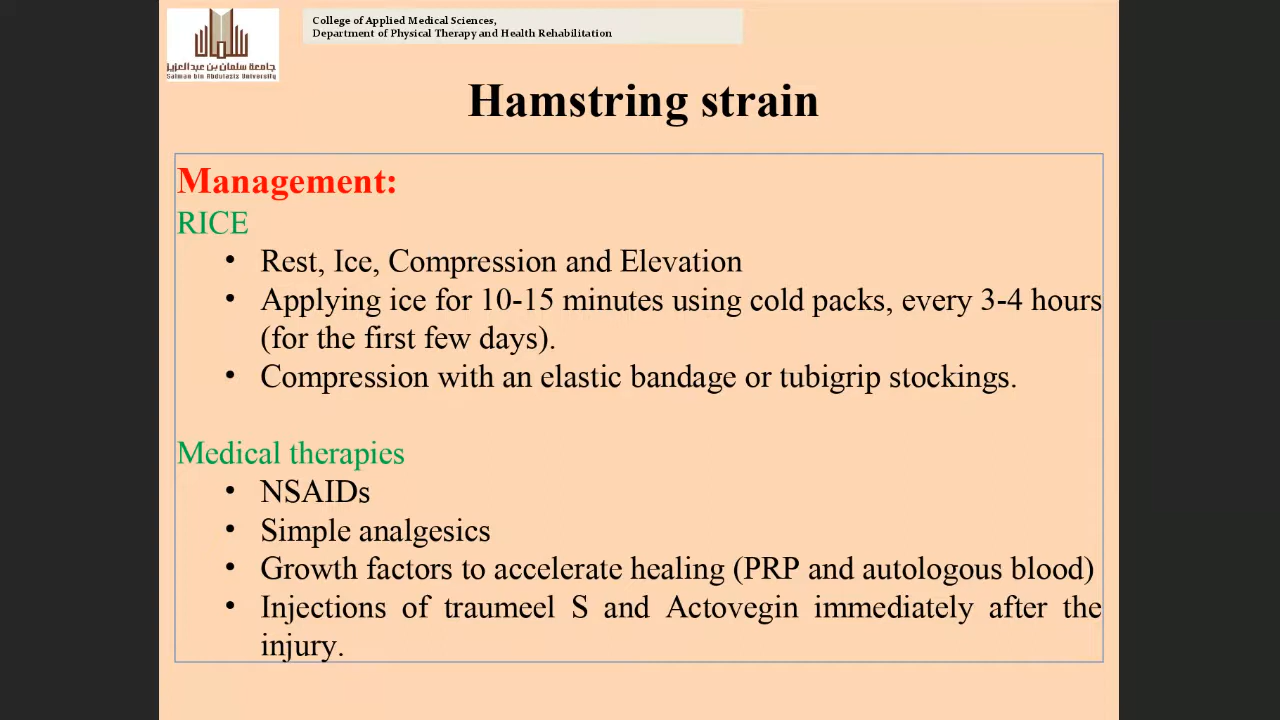 جامعة سلمان بن عبدالعزيز
Salman bin Abdulaziz University
College of Applied Medical Sciences,
Department of Physical Therapy and Health Rehabilitation
Hamstring strain
Management:
RICE
• Rest, Ice, Compression and Elevation
• Applying ice for 10-15 minutes using cold packs, every 3-4 hours
(for the first few days).
• Compression with an elastic bandage or tubigrip stockings.
Medical therapies
• NSAIDs
• Simple analgesics
• Growth factors to accelerate healing (PRP and autologous blood)
• Injections of traumeel S and Actovegin immediately after the
injury.